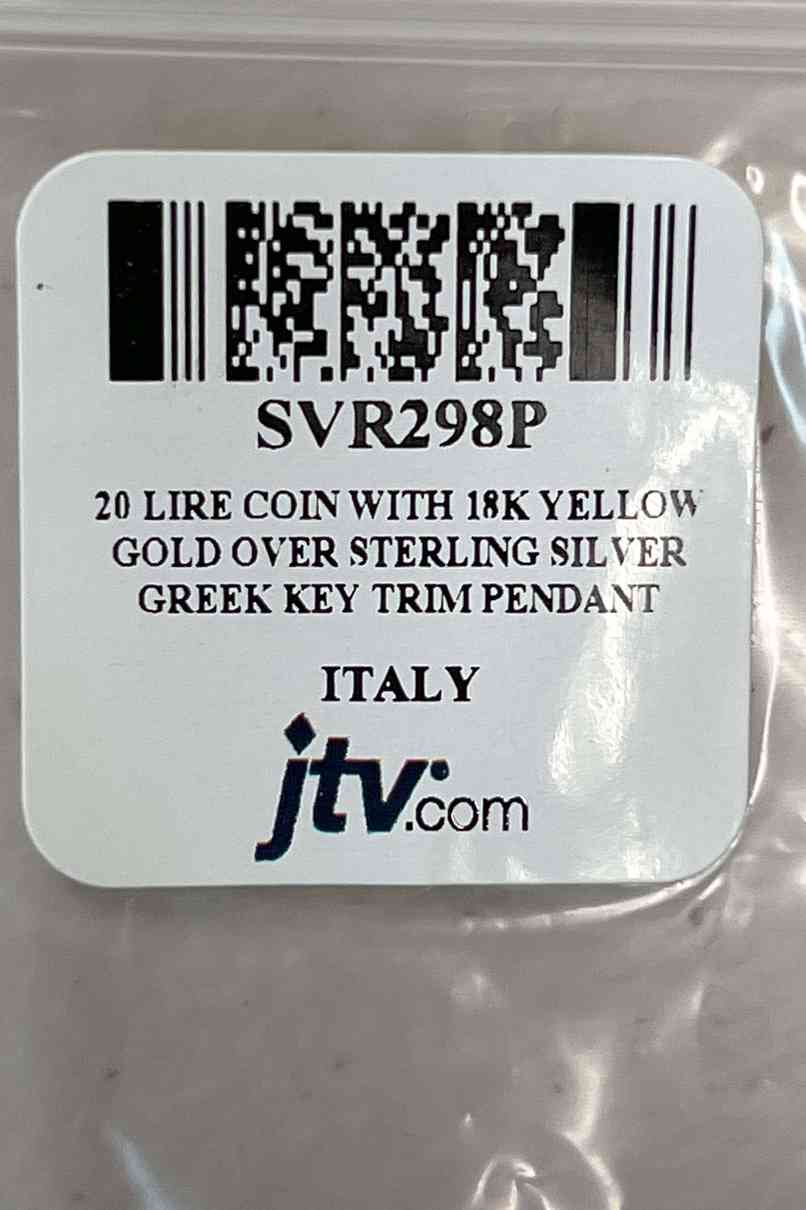 SVR298P
20 LIRE COIN WITH 18K YELLOW
GOLD OVER STERLING SILVER
GREEK KEY TRIM PENDANT
ITALY
jtv.com